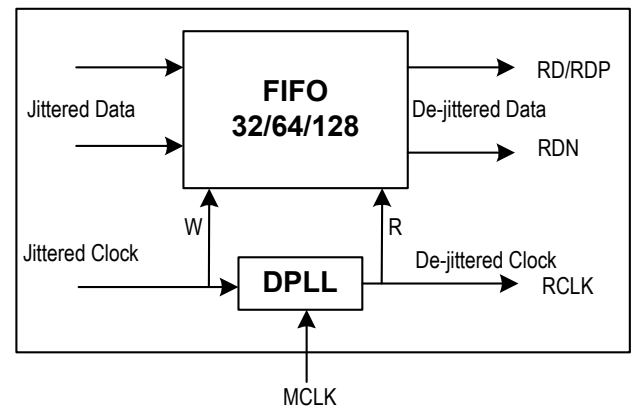 FIFO
32/64/128
Jittered Data
De-jittered Data
RD/RDP
RDN
W
R
Jittered Clock
DPLL
De-jittered Clock
RCLK
MCLK